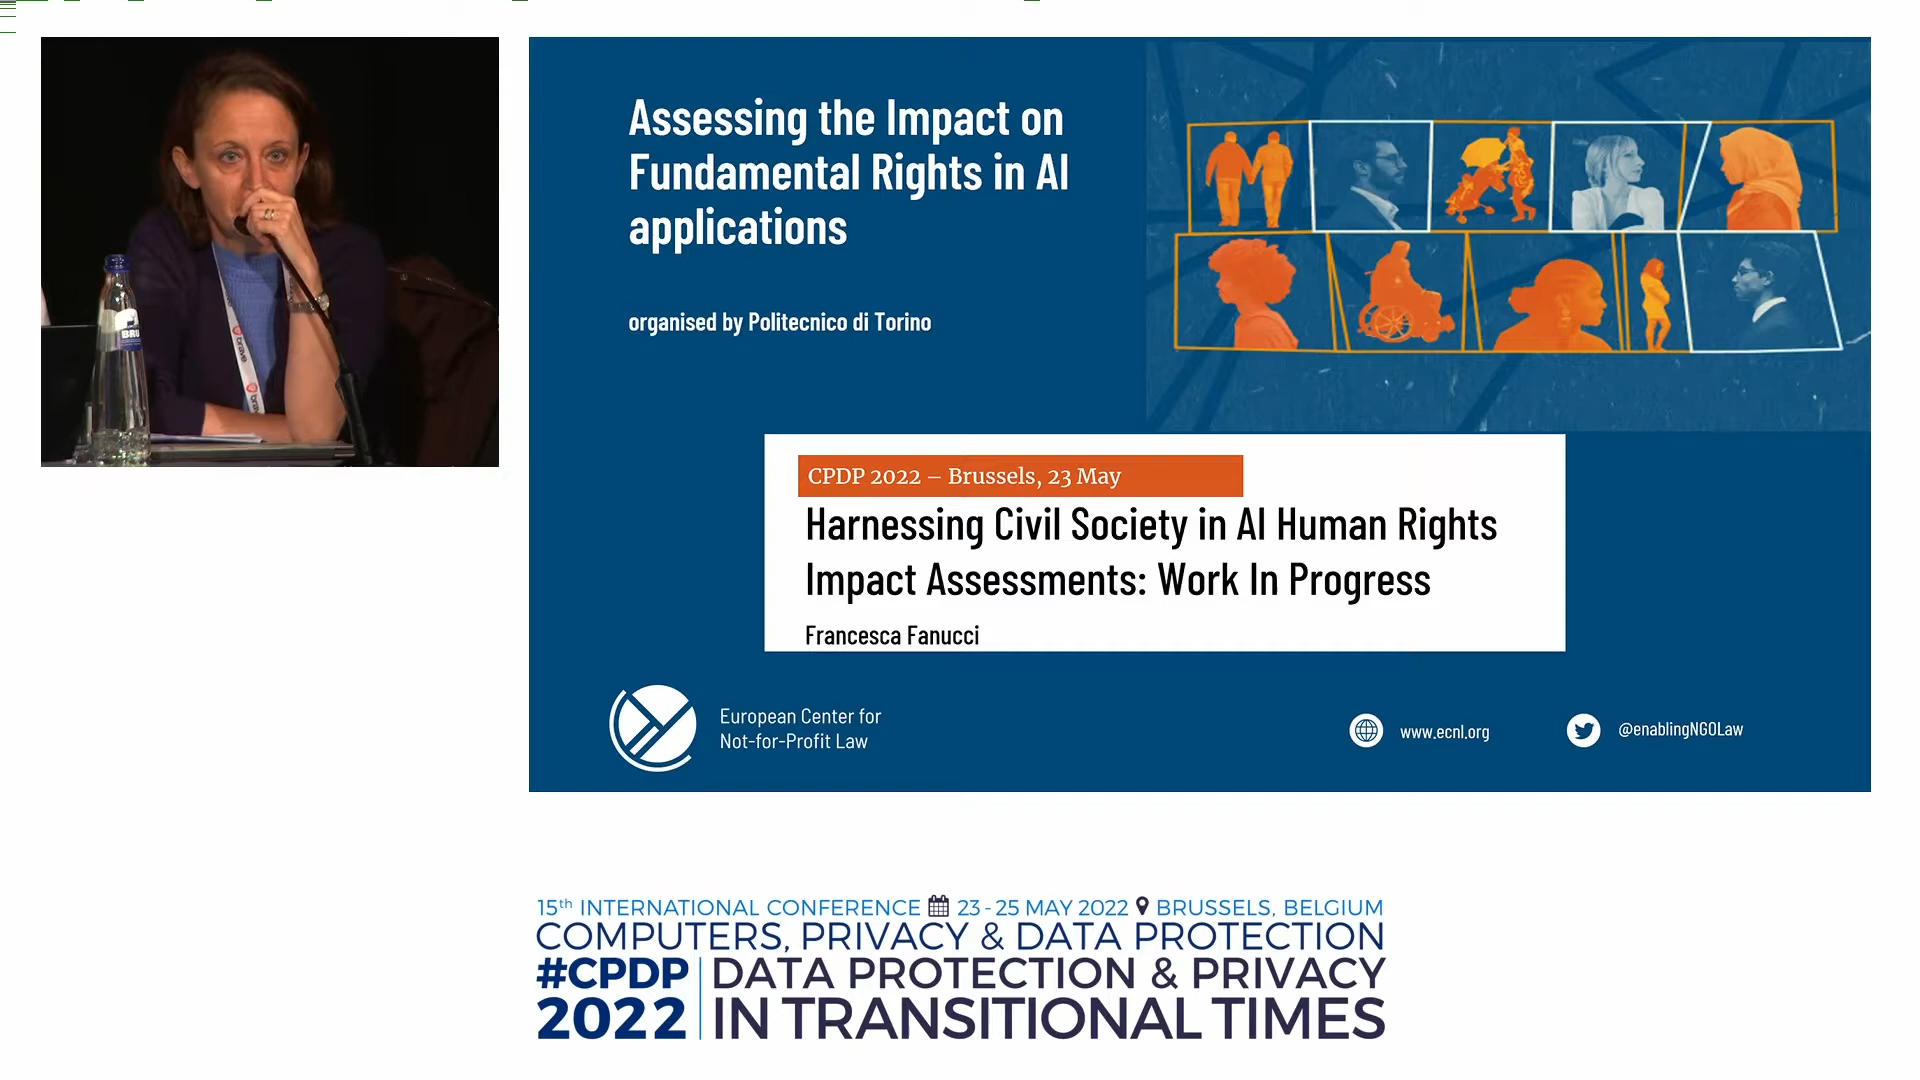 Assessing the Impact on
Fundamental Rights in AI
applications
organised by Politecnico di Torino
CPDP 2022 – Brussels, 23 May
Harnessing Civil Society in AI Human Rights
Impact Assessments: Work In Progress
Francesca Fanucci
European Center for
Not-for-Profit Law
www.ecnl.org
@enablingNGOLaw
BRU
brave
15th INTERNATIONAL CONFERENCE 23-25 MAY 2022 BRUSSELS, BELGIUM
COMPUTERS, PRIVACY & DATA PROTECTION
#CPDP DATA PROTECTION & PRIVACY
2022 IN TRANSITIONAL TIMES